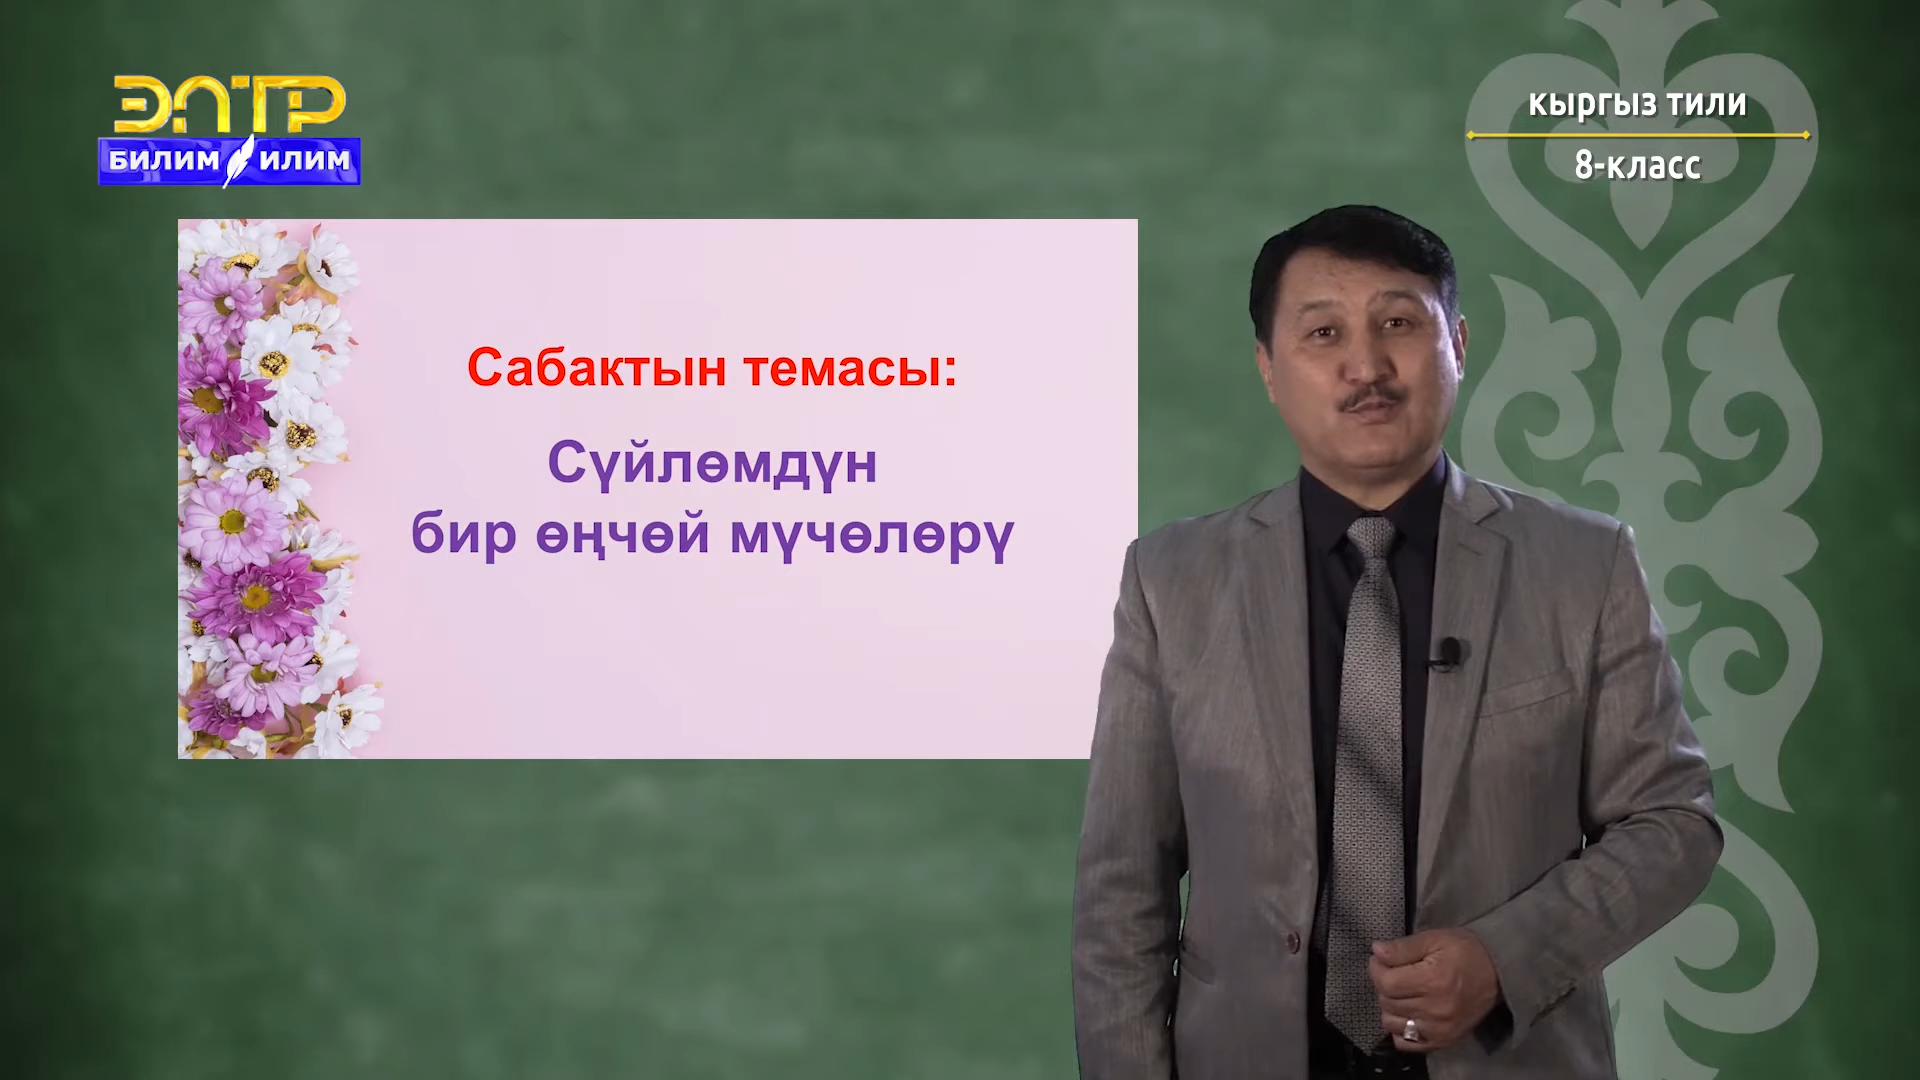 ЭЛТР
БИЛИМ ИЛИМ
кыргыз тили
8-класс
Сабактын темасы:
Сүйлөмдүн
бир өңчөй мүчөлөрү